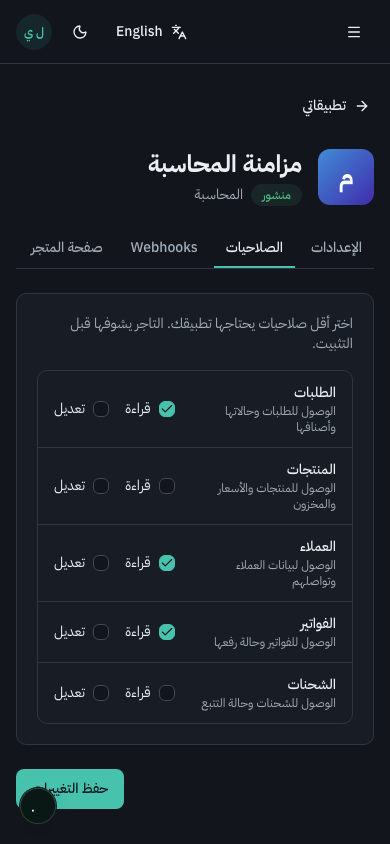 English
ل ي
تطبيقاتي
م
مزامنة المحاسبة
منشور
المحاسبة
الإعدادات
الصلاحيات
Webhooks
صفحة المتجر
اختر أقل صلاحيات يحتاجها تطبيقك. التاجر يشوفها قبل
التثبيت.
الطلبات
الوصول للطلبات وحالاتها
وأصنافها
قراءة
تعديل
المنتجات
الوصول للمنتجات والأسعار
والمخزون
قراءة
تعديل
العملاء
الوصول لبيانات العملاء
وتواصلهم
قراءة
تعديل
الفواتير
الوصول للفواتير وحالة رفعها
قراءة
تعديل
الشحنات
الوصول للشحنات وحالة التتبع
قراءة
تعديل
حفظ التغييرات